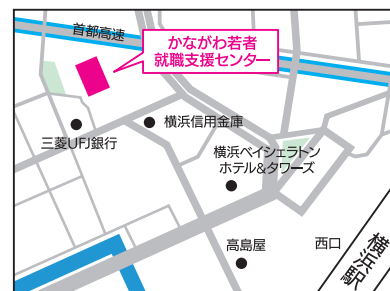 首都高速
かながわ若者
就職支援センター
横浜信用金庫
三菱UFJ銀行
横浜ベイシェラトン
ホテル&タワーズ
高島屋
西口
横浜駅